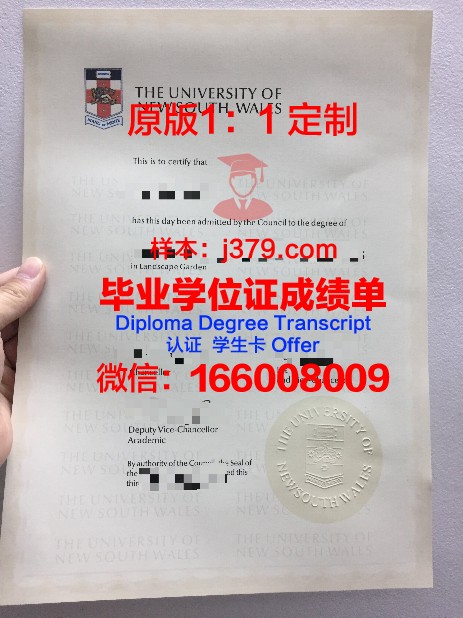 THE UNIVERSITY OF
NEW SOUTH WALES
原版1：1定制
This is to certify that
has this day been admitted by the Council to the degree of
样本：j379.com
in Landscape Garden
毕业学位证成绩单
Diploma Degree Transcript
认证 学生卡 Offer
微信：166008009
Deputy Vice-Chancellor
Academic
By authority of the Council, the Seal of
the
ed this
THE UNIVERSITY OF
NEW SOUTH WALES